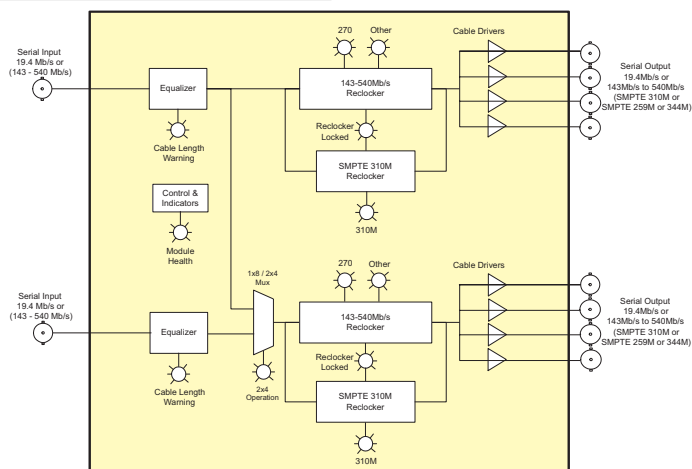 270
Other
Cable Drivers
Serial Input
19.4 Mb/s or
(143 - 540 Mb/s)
Equalizer
143-540Mb/s
Reclocker
Serial Output
19.4Mb/s or
143Mb/s to 540Mb/s
(SMPTE 310M or
SMPTE 259M or 344M)
Cable Length
Warning
Reclocker
Locked
SMPTE 310M
Reclocker
Control &
Indicators
310M
Module
Health
270
Other
Cable Drivers
1x8 / 2x4
Mux
Serial Input
19.4 Mb/s or
(143 - 540 Mb/s)
Equalizer
143-540Mb/s
Reclocker
Serial Output
19.4Mb/s or
143Mb/s to 540Mb/s
(SMPTE 310M or
SMPTE 259M or 344M)
Cable Length
Warning
2x4
Operation
Reclocker
Locked
SMPTE 310M
Reclocker
310M